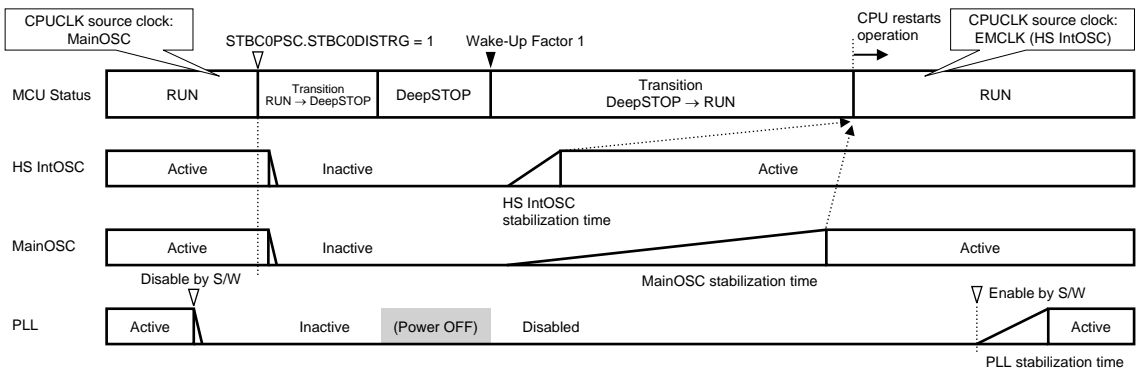 CPUCLK source clock:
MainOSC
STBC0PSC.STBC0DISTRG = 1
Wake-Up Factor 1
CPU restarts
operation
CPUCLK source clock:
EMCLK (HS IntOSC)
MCU Status
RUN
Transition
RUN → DeepSTOP
DeepSTOP
Transition
DeepSTOP → RUN
RUN
HS IntOSC
Active
Inactive
Active
HS IntOSC
stabilization time
MainOSC
Active
Inactive
Active
MainOSC stabilization time
Disable by S/W
Enable by S/W
PLL
Active
Inactive
(Power OFF)
Disabled
Active
PLL stabilization time